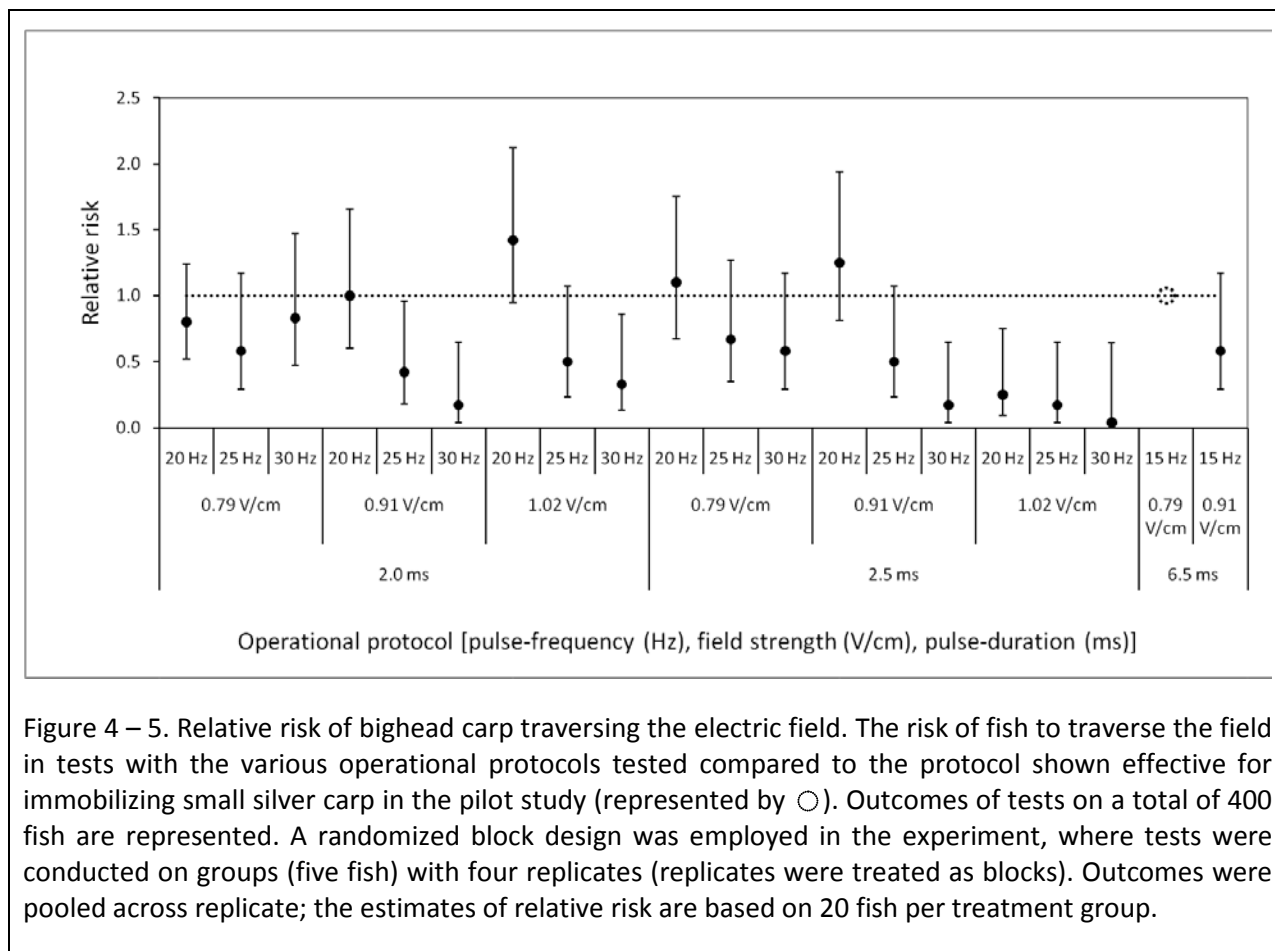 2.5
2.0
1.5
1.0
0.5
0.0
Relative risk
20 Hz 25 Hz 30 Hz 20 Hz 25 Hz 30 Hz 20 Hz 25 Hz 30 Hz 20 Hz 25 Hz 30 Hz 20 Hz 25 Hz 30 Hz 20 Hz 25 Hz 30 Hz 15 Hz 15 Hz
0.79 V/cm 0.91 V/cm 1.02 V/cm 0.79 V/cm 0.91 V/cm 1.02 V/cm 0.79 0.91
V/cm V/cm
2.0 ms 2.5 ms 6.5 ms
Operational protocol [pulse-frequency (Hz), field strength (V/cm), pulse-duration (ms)]
Figure 4 – 5. Relative risk of bighead carp traversing the electric field. The risk of fish to traverse the field
in tests with the various operational protocols tested compared to the protocol shown effective for
immobilizing small silver carp in the pilot study (represented by ◌). Outcomes of tests on a total of 400
fish are represented. A randomized block design was employed in the experiment, where tests were
conducted on groups (five fish) with four replicates (replicates were treated as blocks). Outcomes were
pooled across replicate; the estimates of relative risk are based on 20 fish per treatment group.